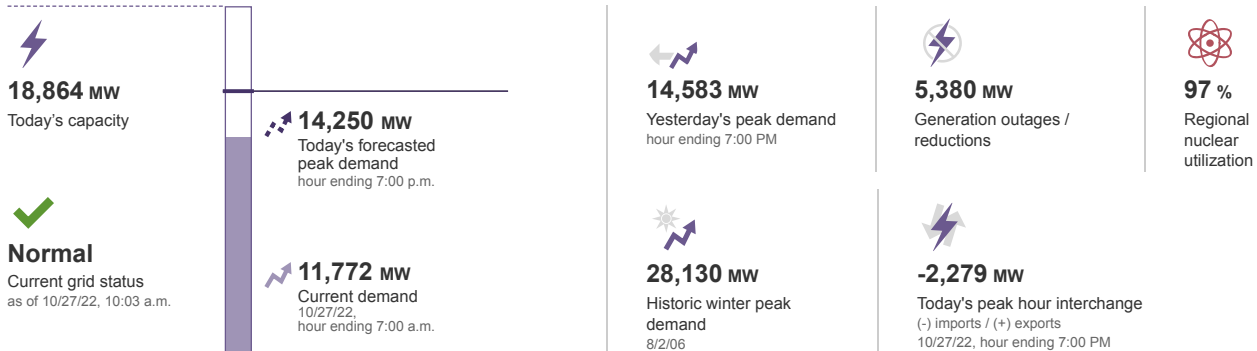 18,864 MW
Today's capacity
Normal
Current grid status
as of 10/27/22, 10:03 a.m.
14,250 MW
Today's forecasted
peak demand
hour ending 7:00 p.m.
11,772 MW
Current demand
10/27/22,
hour ending 7:00 a.m.
14,583 MW
Yesterday's peak demand
hour ending 7:00 PM
5,380 MW
Generation outages /
reductions
97 %
Regional
nuclear
utilization
28,130 MW
Historic winter peak
demand
8/2/06
-2,279 MW
Today's peak hour interchange
(-) imports / (+) exports
10/27/22, hour ending 7:00 PM